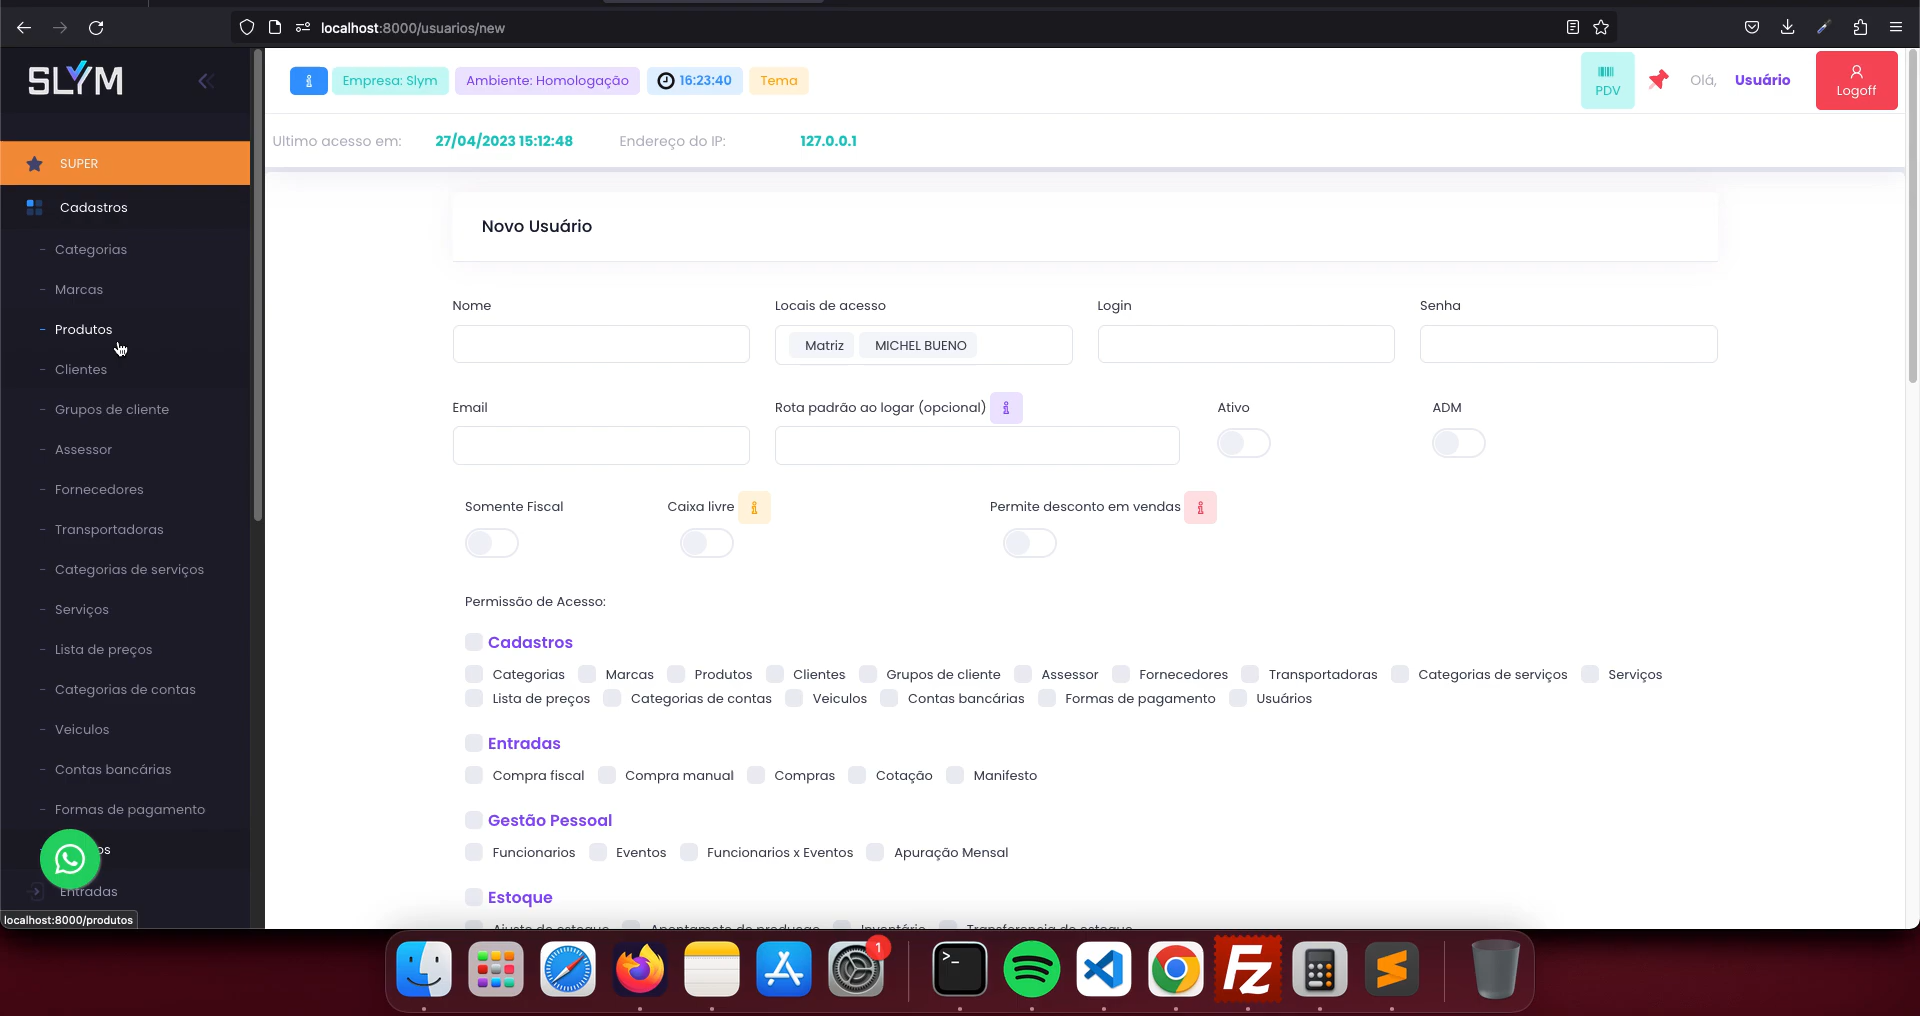 localhost:8000/usuarios/new
SLYM
Empresa: Slym
Ambiente: Homologação
16:23:40
Tema
PDV
Olá,
Usuário
Logoff
Ultimo acesso em:
27/04/2023 15:12:48
Endereço do IP:
127.0.0.1
SUPER
Cadastros
- Categorias
- Marcas
- Produtos
- Clientes
- Grupos de cliente
- Assessor
- Fornecedores
- Transportadoras
- Categorias de serviços
- Serviços
- Lista de preços
- Categorias de contas
- Veiculos
- Contas bancárias
- Formas de pagamento
Entradas
localhost:8000/produtos
Novo Usuário
Nome
Locais de acesso
Login
Senha
Matriz
MICHEL BUENO
Email
Rota padrão ao logar (opcional)
Ativo
ADM
Somente Fiscal
Caixa livre
Permite desconto em vendas
Permissão de Acesso:
Cadastros
Categorias Marcas Produtos Clientes Grupos de cliente Assessor Fornecedores Transportadoras Categorias de serviços Serviços
Lista de preços Categorias de contas Veiculos Contas bancárias Formas de pagamento Usuários
Entradas
Compra fiscal Compra manual Compras Cotação Manifesto
Gestão Pessoal
Funcionarios Eventos Funcionarios x Eventos Apuração Mensal
Estoque
1
>_
Fz